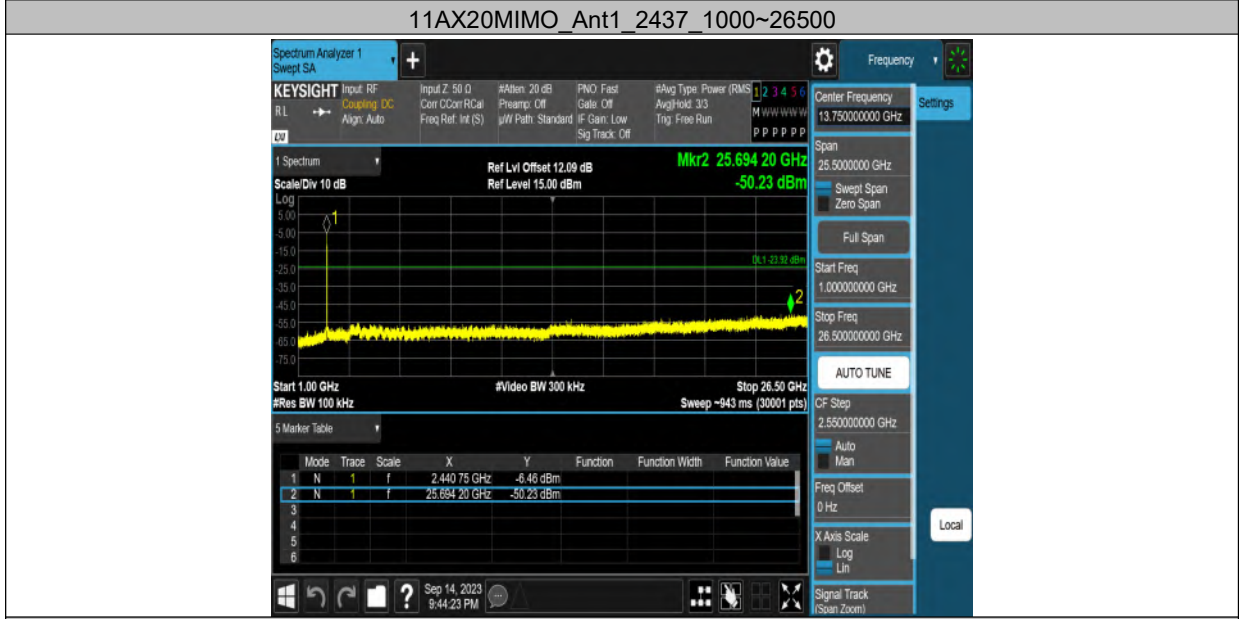 11AX20MIMO_Ant1_2437_1000~26500
Spectrum Analyzer 1
Swept SA
+
Frequency
KEYSIGHT
RL
LXI
Input: RF
Coupling: DC
Align: Auto
Input Z: 50 Ω
Corr CCorr RCal
Freq Ref: Int (S)
#Atten: 20 dB
Preamp: Off
µW Path: Standard
PNO: Fast
Gate: Off
IF Gain: Low
Sig Track: Off
#Avg Type: Power (RMS
Avg|Hold: 3/3
Trig: Free Run
1 2 3 4 5 6
M W W W W W
P P P P P P
1 Spectrum
Scale/Div 10 dB
Ref Lvl Offset 12.09 dB
Ref Level 15.00 dBm
Mkr2 25.694 20 GHz
-50.23 dBm
Log
5.00
-5.00
-15.0
-25.0
-35.0
-45.0
-55.0
-65.0
-75.0
1
DL1 -23.92 dBm
2
Start 1.00 GHz
#Res BW 100 kHz
#Video BW 300 kHz
Stop 26.50 GHz
Sweep ~943 ms (30001 pts)
5 Marker Table
Mode Trace Scale X Y Function Function Width Function Value
1 N 1 f 2.440 75 GHz -6.46 dBm
2 N 1 f 25.694 20 GHz -50.23 dBm
3
4
5
6
?
Sep 14, 2023
9:44:23 PM
Center Frequency
13.750000000 GHz
Settings
Span
25.5000000 GHz
Swept Span
Zero Span
Full Span
Start Freq
1.000000000 GHz
Stop Freq
26.500000000 GHz
AUTO TUNE
CF Step
2.550000000 GHz
Auto
Man
Freq Offset
0 Hz
Local
X Axis Scale
Log
Lin
Signal Track
(Span Zoom)